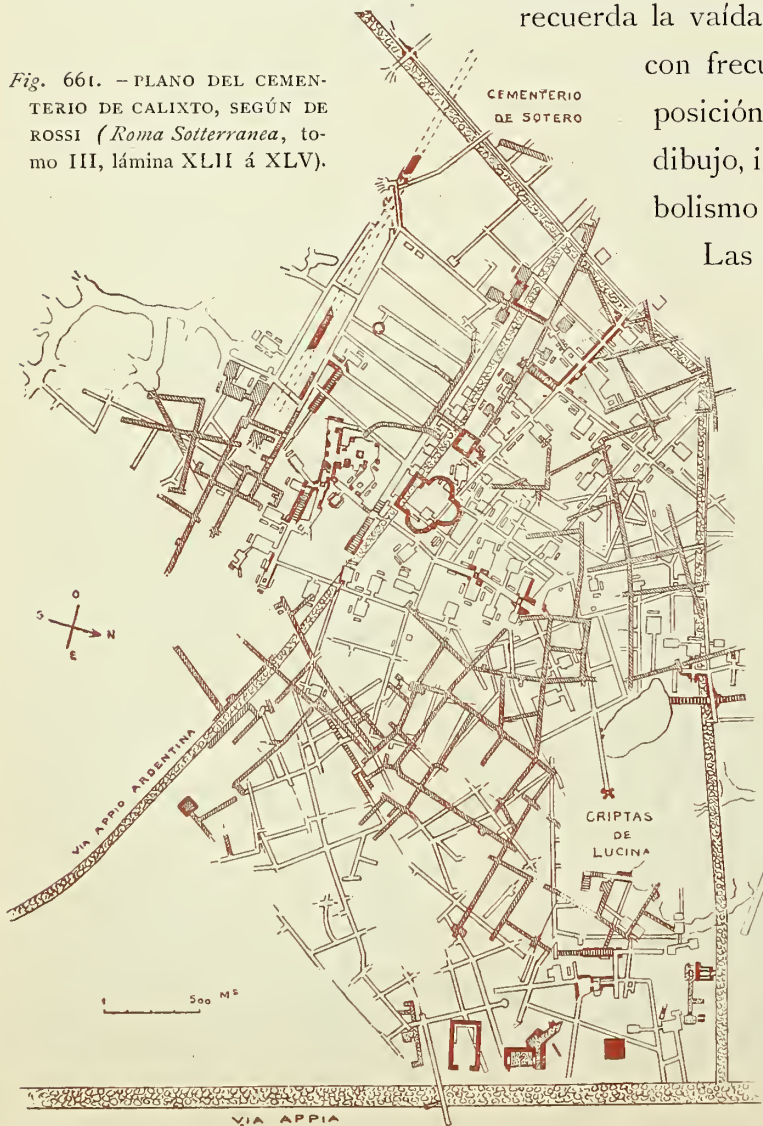 Fig. 661. – PLANO DEL CEMEN-
TERIO DE CALIXTO, SEGÚN DE
ROSSI (Roma Sotterranea, to-
mo III, lámina XLII á XLV).
recuerda la vaída
con frecu
posición
dibujo, i
bolismo
Las
CEMENTERIO
DE SOTERO
O
S
N
E
VIA APPIO ARDENTINA
CRIPTAS
DE
LUCINA
500 Mˢ
VIA APPIA